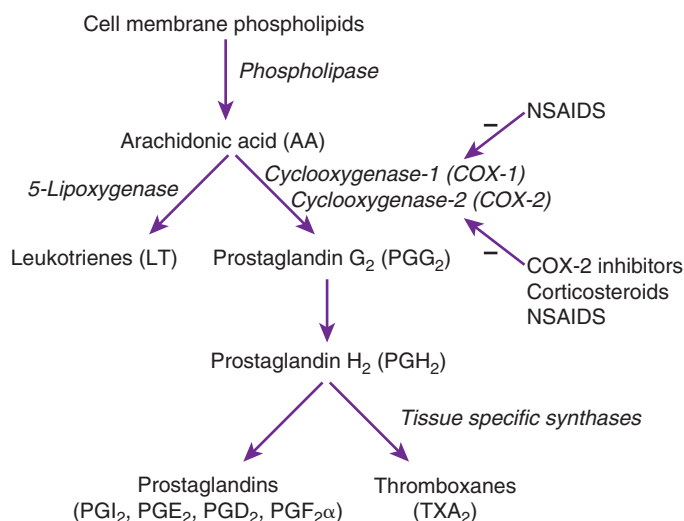 Cell membrane phospholipids
Phospholipase
NSAIDS
–
Arachidonic acid (AA)
Cyclooxygenase-1 (COX-1)
5-Lipoxygenase
Cyclooxygenase-2 (COX-2)
Leukotrienes (LT)
Prostaglandin G₂ (PGG₂)
–
COX-2 inhibitors
Corticosteroids
NSAIDS
Prostaglandin H₂ (PGH₂)
Tissue specific synthases
Prostaglandins
(PGI₂, PGE₂, PGD₂, PGF₂α)
Thromboxanes
(TXA₂)